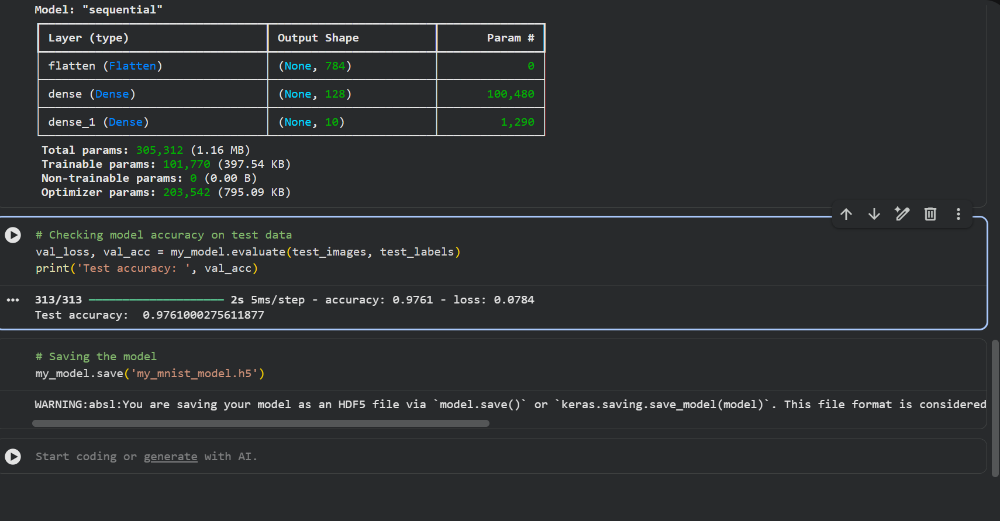 Model: "sequential"
Layer (type) Output Shape Param #
flatten (Flatten) (None, 784) 0
dense (Dense) (None, 128) 100,480
dense_1 (Dense) (None, 10) 1,290
Total params: 305,312 (1.16 MB)
Trainable params: 101,770 (397.54 KB)
Non-trainable params: 0 (0.00 B)
Optimizer params: 203,542 (795.09 KB)
# Checking model accuracy on test data
val_loss, val_acc = my_model.evaluate(test_images, test_labels)
print('Test accuracy: ', val_acc)
313/313 ━━━━━━━━━━━━━━━━━━━━ 2s 5ms/step - accuracy: 0.9761 - loss: 0.0784
Test accuracy:  0.9761000275611877
# Saving the model
my_model.save('my_mnist_model.h5')
WARNING:absl:You are saving your model as an HDF5 file via `model.save()` or `keras.saving.save_model(model)`. This file format is considered
Start coding or generate with AI.